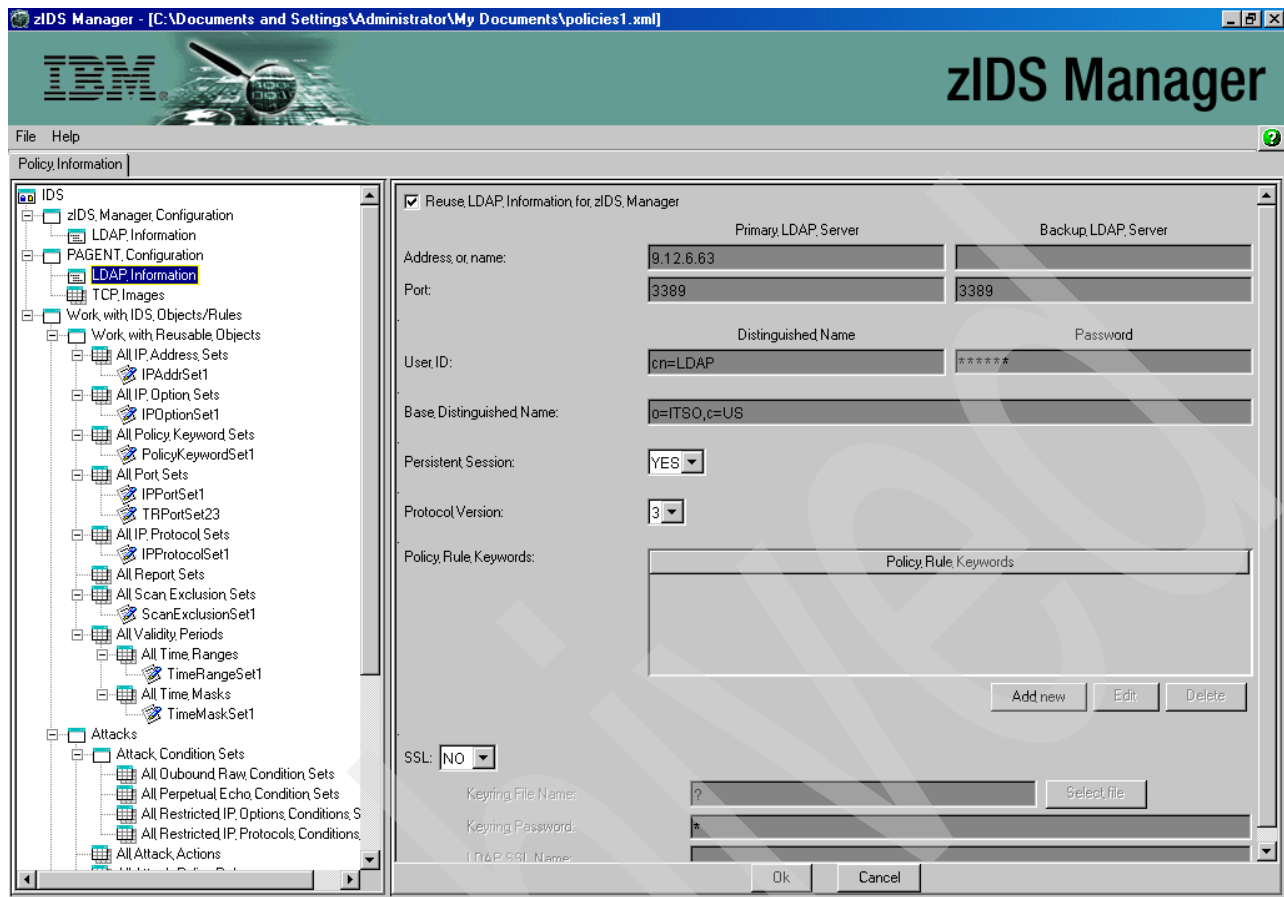 zIDS Manager - [C:\Documents and Settings\Administrator\My Documents\policies1.xml]
IBM®
zIDS Manager
File Help
Policy Information
IDS
zIDS Manager Configuration
LDAP Information
PAGENT Configuration
LDAP Information
TCP Images
Work with IDS Objects/Rules
Work with Reusable Objects
All IP Address Sets
IPAddrSet1
All IP Option Sets
IPOptionSet1
All Policy Keyword Sets
PolicyKeywordSet1
All Port Sets
IPPortSet1
TRPortSet23
All IP Protocol Sets
IPProtocolSet1
All Report Sets
All Scan Exclusion Sets
ScanExclusionSet1
All Validity Periods
All Time Ranges
TimeRangeSet1
All Time Masks
TimeMaskSet1
Attacks
Attack Condition Sets
All Oubound Raw Condition Sets
All Perpetual Echo Condition Sets
All Restricted IP Options Conditions S
All Restricted IP Protocols Conditions
All Attack Actions
Reuse LDAP Information for zIDS Manager
Primary LDAP Server Backup LDAP Server
Address or name: 9.12.6.63
Port: 3389 3389
Distinguished Name Password
User ID: cn=LDAP ******
Base Distinguished Name: o=ITSO,c=US
Persistent Session: YES
Protocol Version: 3
Policy Rule Keywords: Policy Rule Keywords
Add new Edit Delete
SSL: NO
Keyring File Name: ? Select file
Keyring Password: *
LDAP SSL Name:
Ok Cancel